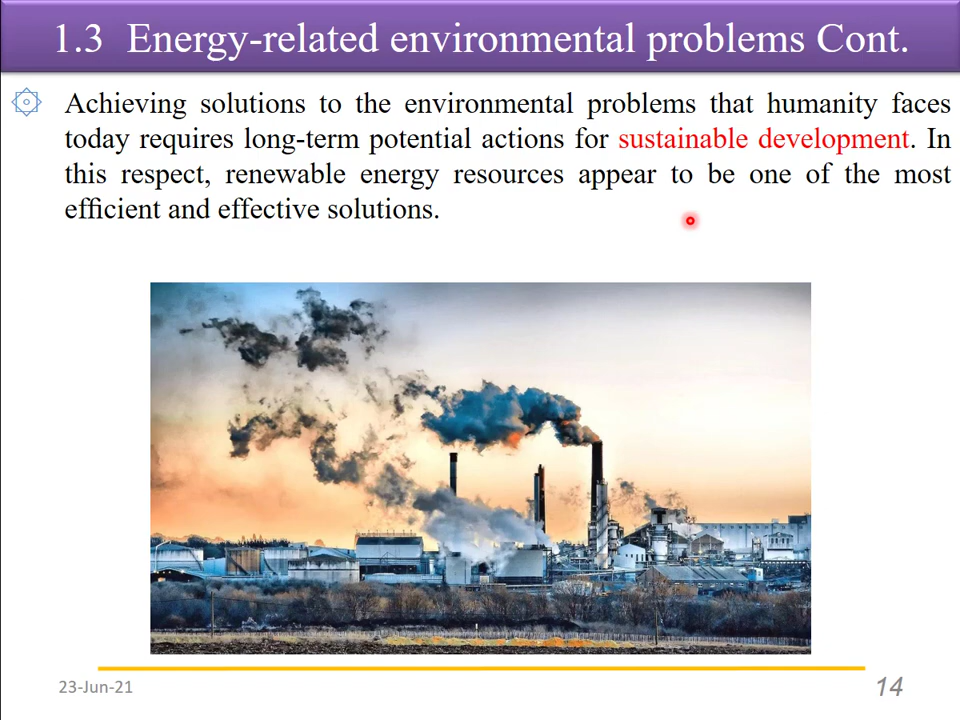 1.3 Energy-related environmental problems Cont.
Achieving solutions to the environmental problems that humanity faces
today requires long-term potential actions for sustainable development. In
this respect, renewable energy resources appear to be one of the most
efficient and effective solutions.
23-Jun-21
14